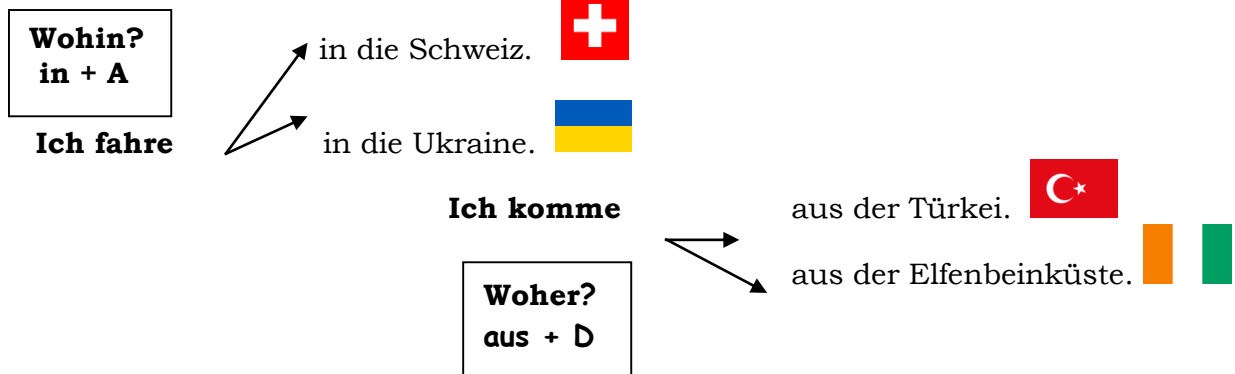 Wohin?
in + A
in die Schweiz.
Ich fahre
in die Ukraine.
Ich komme
aus der Türkei.
aus der Elfenbeinküste.
Woher?
aus + D